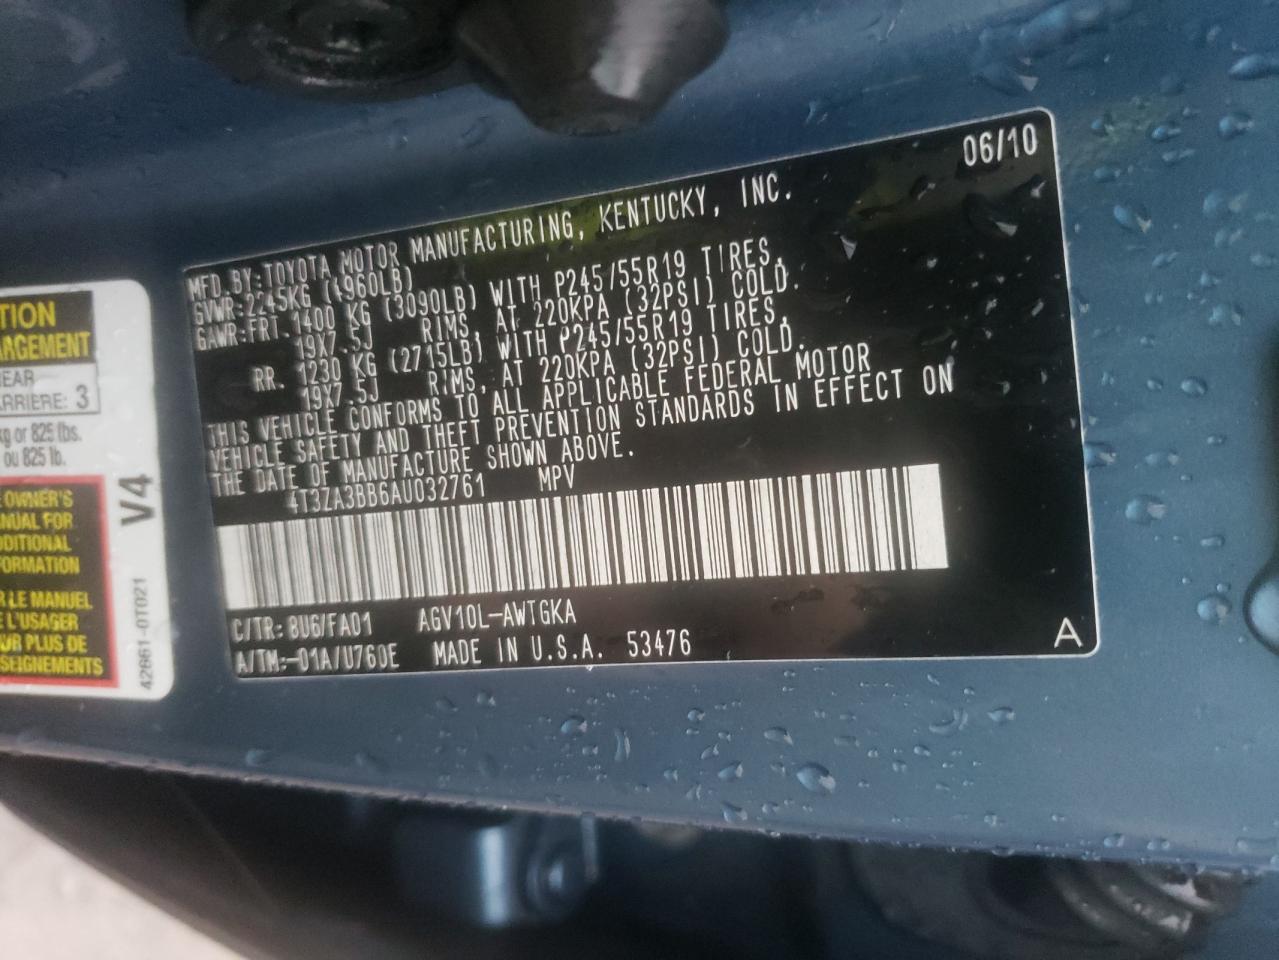 06/10
MFD.BY:TOYOTA MOTOR MANUFACTURING, KENTUCKY, INC.
GVWR:2245KG (4960LB)
GAWR:FRT.1400 KG (3090LB) WITH P245/55R19 TIRES,
19X7.5J RIMS, AT 220KPA (32PSI) COLD.
RR. 1230 KG (2715LB) WITH P245/55R19 TIRES,
19X7.5J RIMS, AT 220KPA (32PSI) COLD.
THIS VEHICLE CONFORMS TO ALL APPLICABLE FEDERAL MOTOR
VEHICLE SAFETY AND THEFT PREVENTION STANDARDS IN EFFECT ON
THE DATE OF MANUFACTURE SHOWN ABOVE.
4T3ZA3BB6AU032761 MPV
C/TR: 8U6/FA01 AGV10L-AWTGKA
A/TM:-01A/U760E MADE IN U.S.A. 53476
A
TION
ARGEMENT
EAR
ARRIERE: 3
kg or 825 lbs.
ou 825 lb.
OWNER'S
ANUAL FOR
DDITIONAL
FORMATION
R LE MANUEL
E L'USAGER
UR PLUS DE
SEIGNEMENTS
V4
42661-0T021